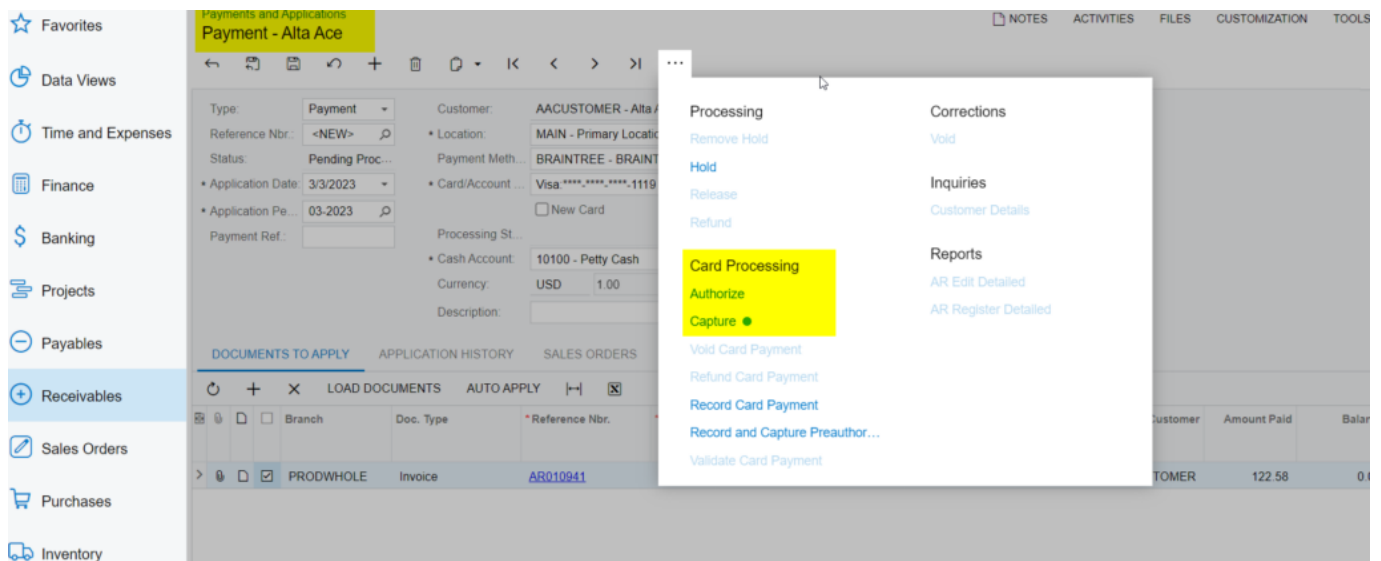 Favorites
Data Views
Time and Expenses
Finance
Banking
Projects
Payables
Receivables
Sales Orders
Purchases
Inventory
Payments and Applications
Payment - Alta Ace
NOTES ACTIVITIES FILES CUSTOMIZATION TOOLS
Type: Payment
Reference Nbr.: <NEW>
Status: Pending Proc...
* Application Date: 3/3/2023
* Application Pe... 03-2023
Payment Ref.:
Customer: AACUSTOMER - Alta A
* Location: MAIN - Primary Locatio
Payment Meth... BRAINTREE - BRAINT
* Card/Account ... Visa:****-****-****-1119
New Card
Processing St...
* Cash Account: 10100 - Petty Cash
Currency: USD 1.00
Description:
Processing
Remove Hold
Hold
Release
Refund
Card Processing
Authorize
Capture
Void Card Payment
Refund Card Payment
Record Card Payment
Record and Capture Preauthor...
Validate Card Payment
Corrections
Void
Inquiries
Customer Details
Reports
AR Edit Detailed
AR Register Detailed
DOCUMENTS TO APPLY APPLICATION HISTORY SALES ORDERS
LOAD DOCUMENTS AUTO APPLY
Branch Doc. Type *Reference Nbr. * Customer Amount Paid Balan
PRODWHOLE Invoice AR010941 TOMER 122.58 0.0